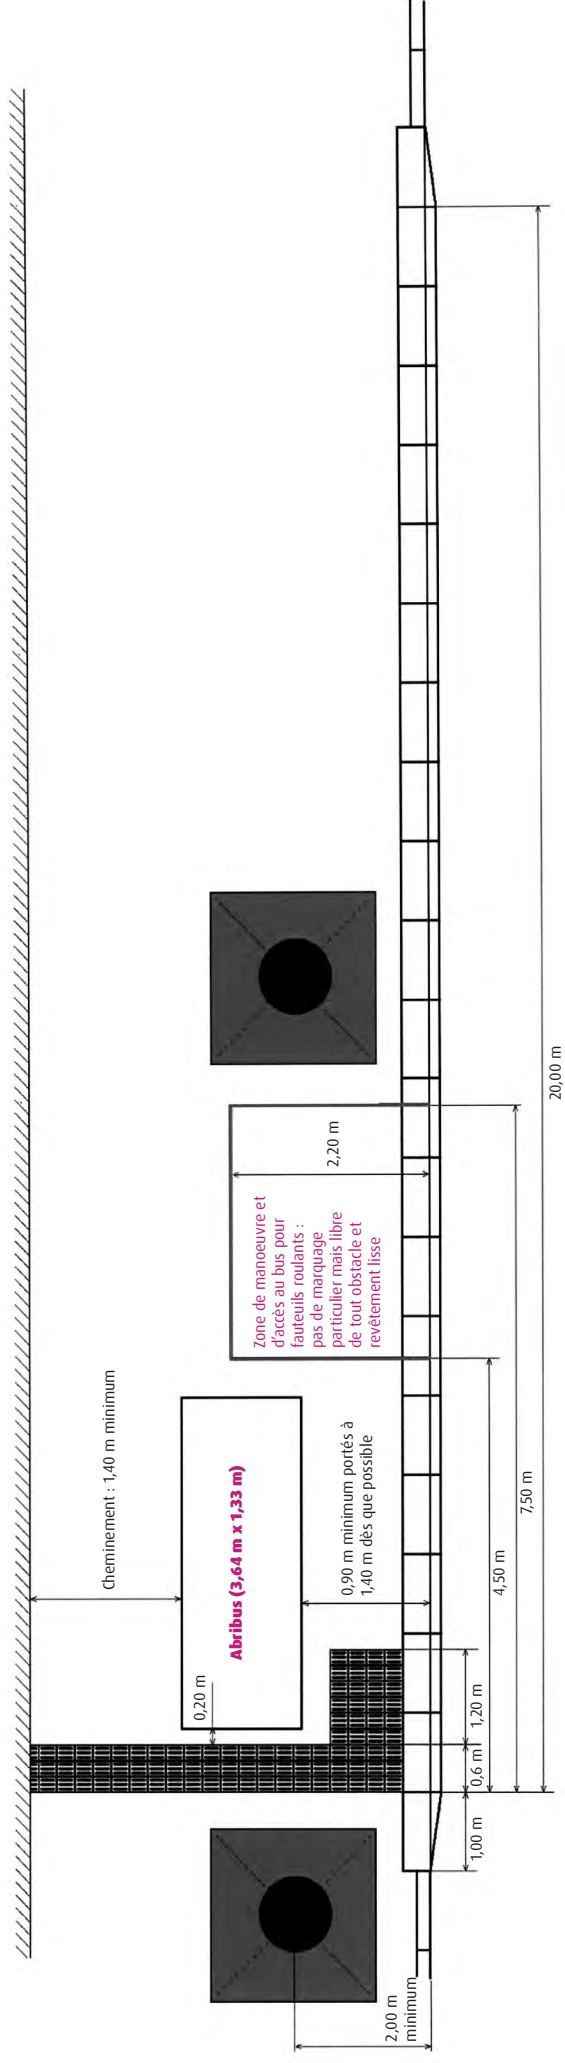 Cheminement : 1,40 m minimum
0,20 m
Abribus (3,64 m x 1,33 m)
Zone de manoeuvre et
d'accès au bus pour
fauteuils roulants :
pas de marquage
particulier mais libre
de tout obstacle et
revêtement lisse
2,20 m
0,90 m minimum portés à
1,40 m dès que possible
2,00 m
minimum
1,00 m
0,6 m
1,20 m
4,50 m
7,50 m
20,00 m